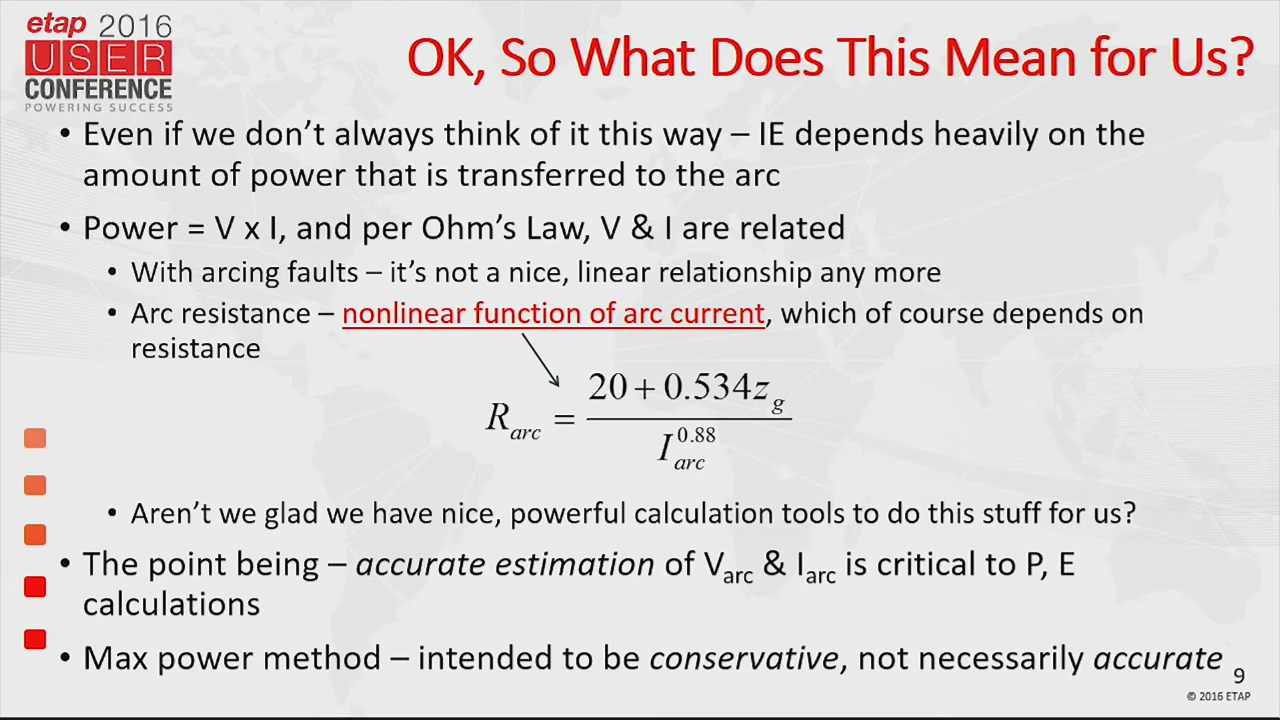 etap 2016
USER
CONFERENCE
POWERING SUCCESS
OK, So What Does This Mean for Us?
• Even if we don't always think of it this way – IE depends heavily on the
amount of power that is transferred to the arc
• Power = V x I, and per Ohm's Law, V & I are related
• With arcing faults – it's not a nice, linear relationship any more
• Arc resistance – nonlinear function of arc current, which of course depends on
resistance
R_arc = (20 + 0.534z_g) / I_arc^0.88
• Aren't we glad we have nice, powerful calculation tools to do this stuff for us?
• The point being – accurate estimation of V_arc & I_arc is critical to P, E
calculations
• Max power method – intended to be conservative, not necessarily accurate
9
© 2016 ETAP